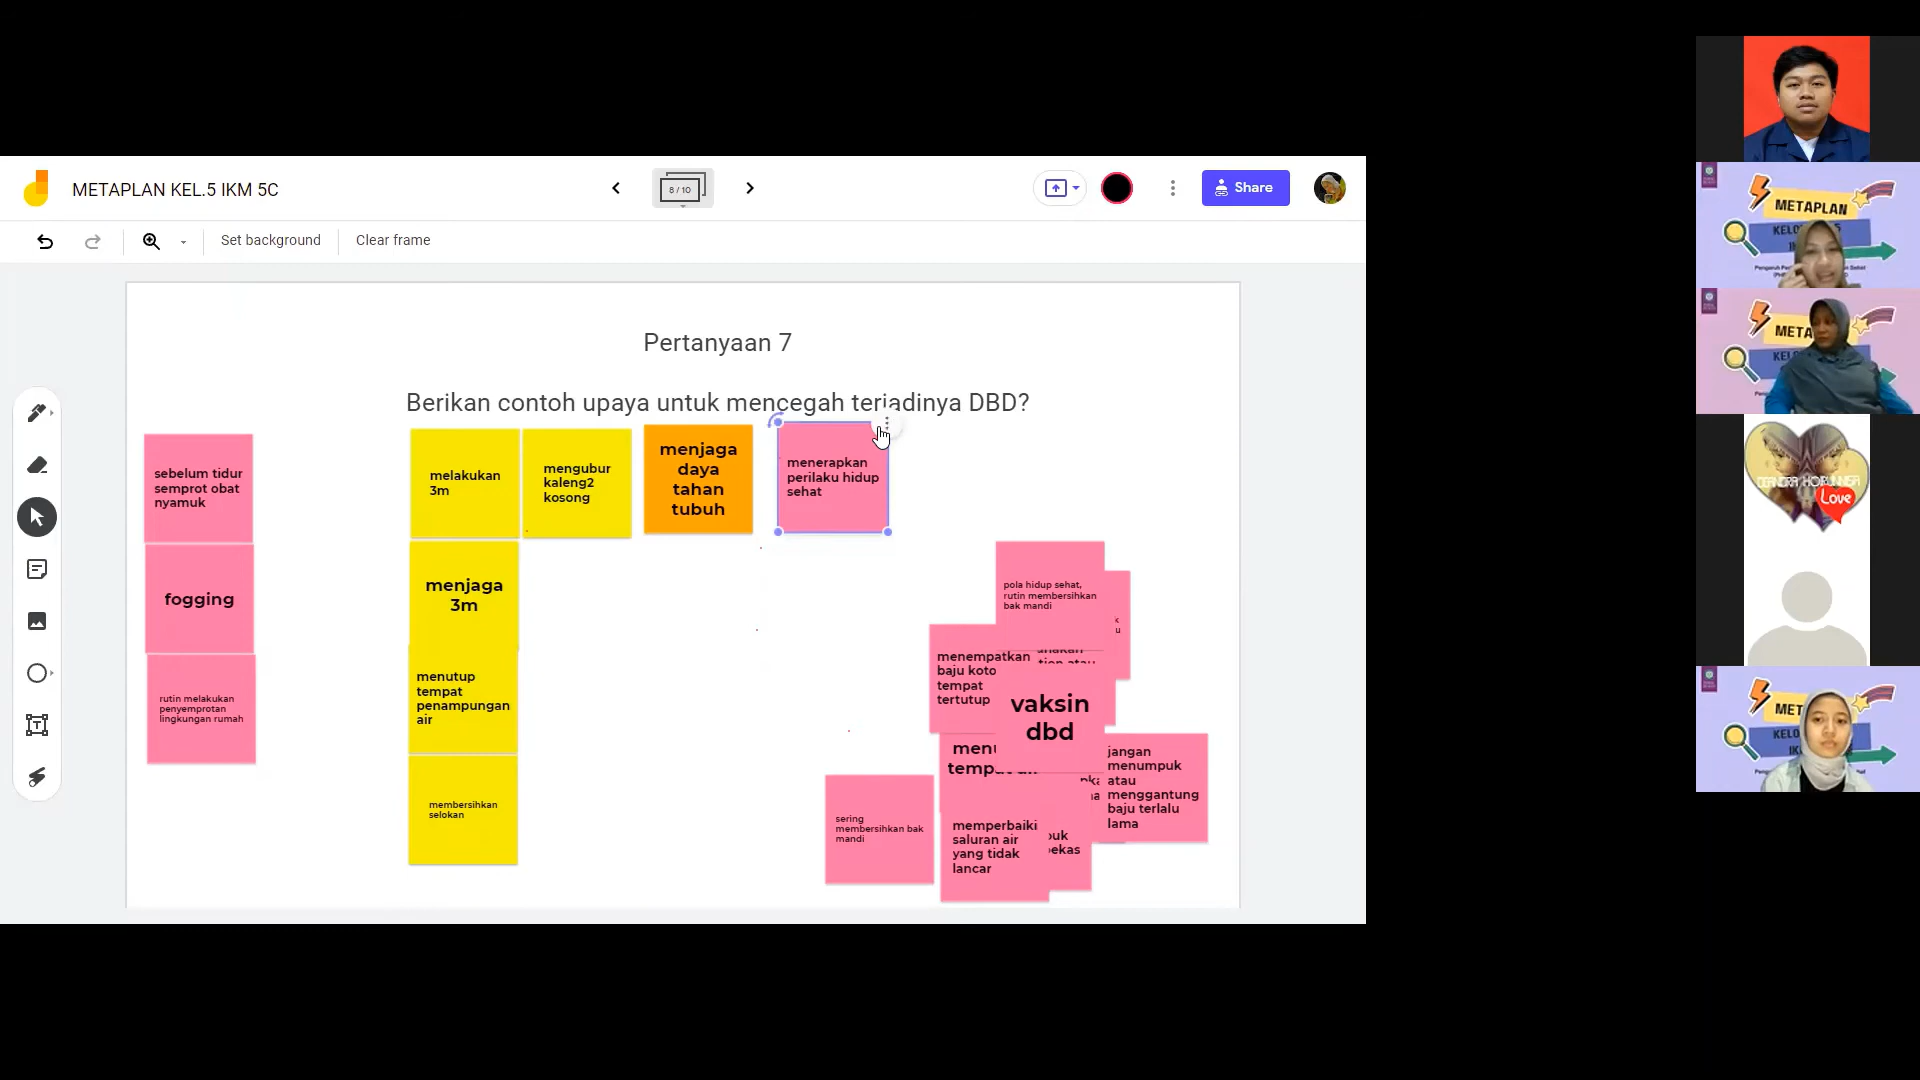 METAPLAN KEL.5 IKM 5C
8 / 10
Share
Set background
Clear frame
Pertanyaan 7
Berikan contoh upaya untuk mencegah terjadinya DBD?
sebelum tidur
semprot obat
nyamuk
fogging
rutin melakukan
penyemprotan
lingkungan rumah
melakukan
3m
mengubur
kaleng2
kosong
menjaga
daya
tahan
tubuh
menerapkan
perilaku hidup
sehat
menjaga
3m
menutup
tempat
penampungan
air
membersihkan
selokan
pola hidup sehat,
rutin membersihkan
bak mandi
menempatkan
baju
tempat
tertutup
vaksin
dbd
jangan
menumpuk
atau
menggantung
baju terlalu
lama
sering
membersihkan bak
mandi
memperbaiki
saluran air
yang tidak
lancar
METAPLAN
Love